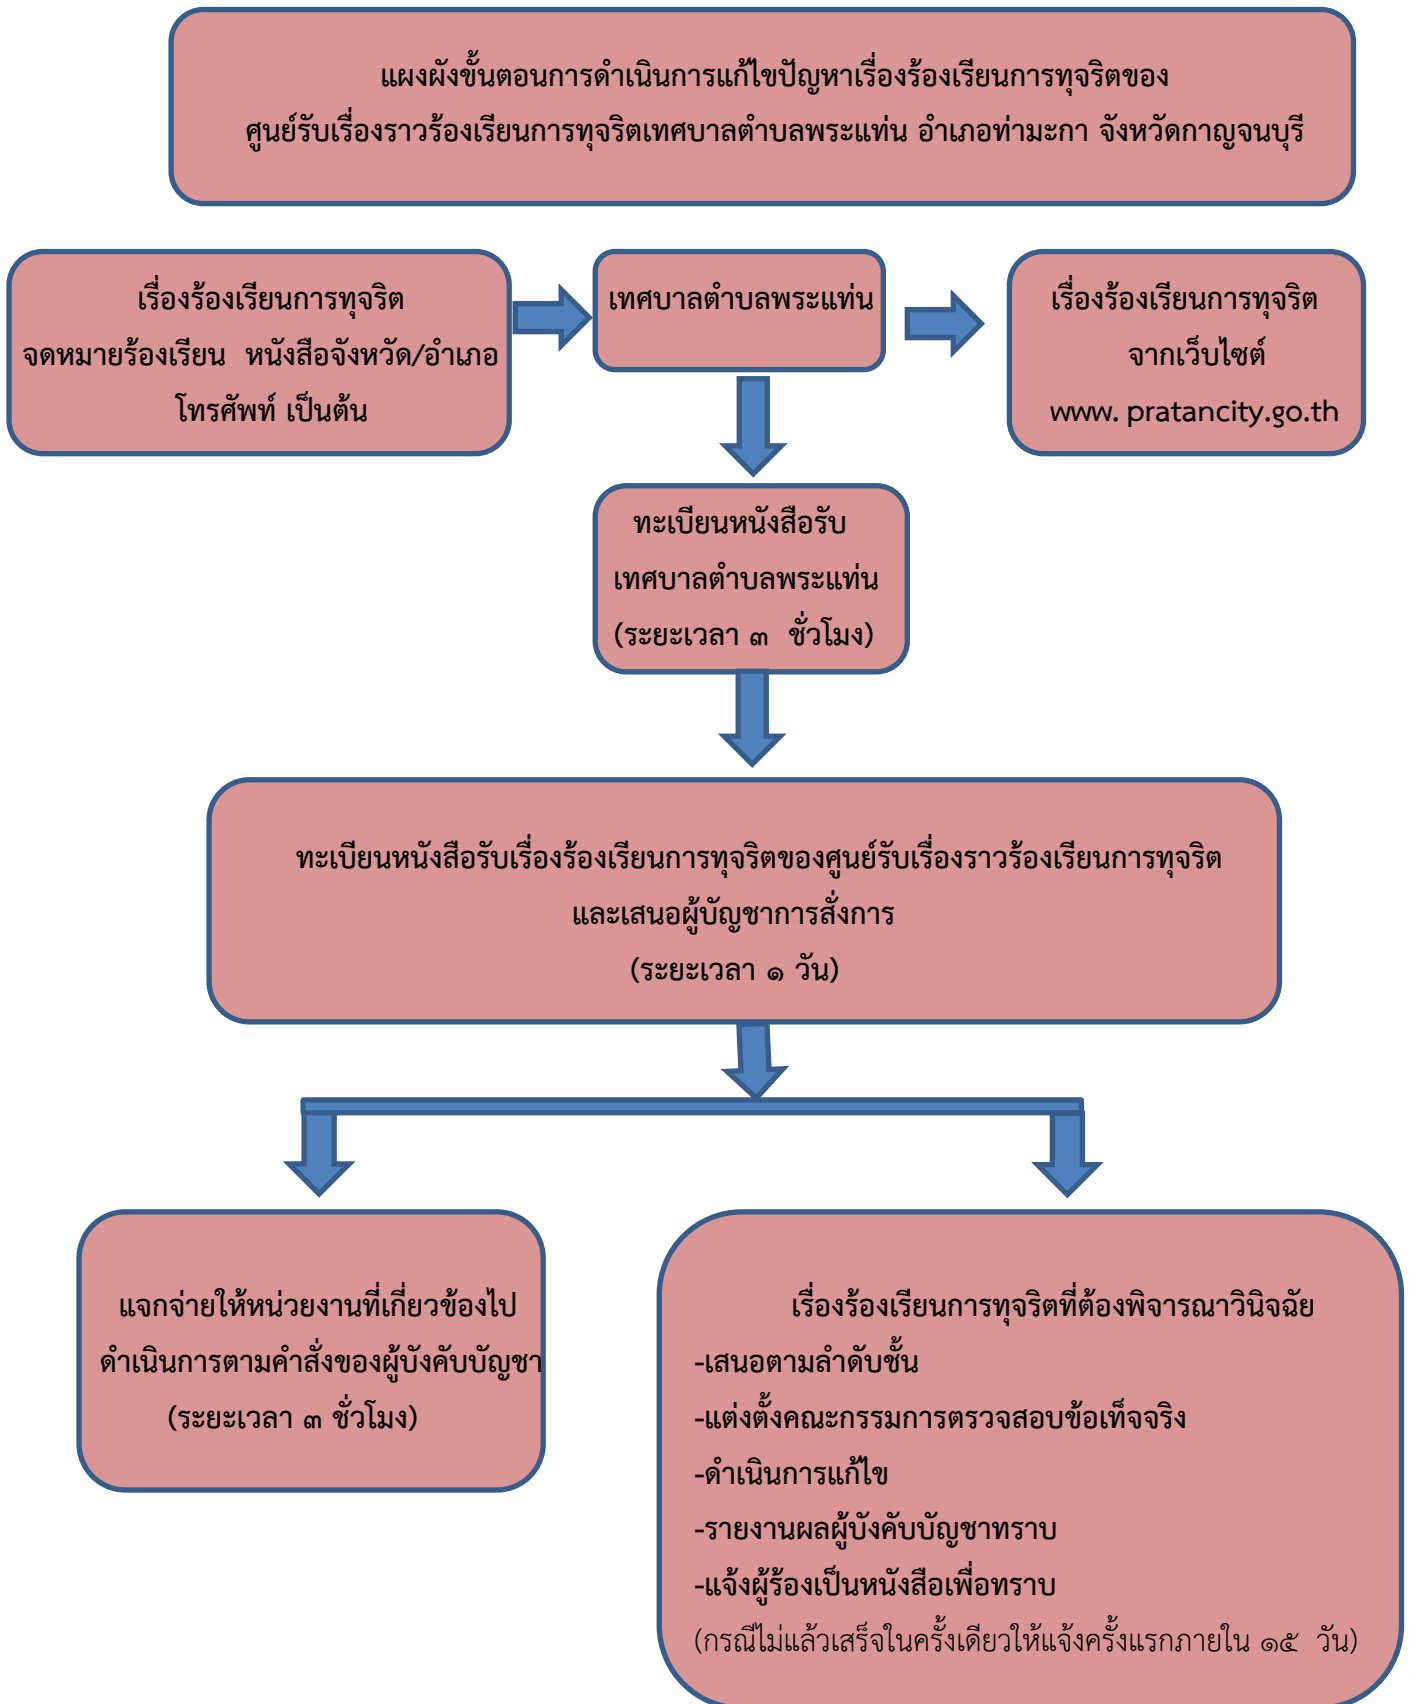 แผงผังขั้นตอนการดำเนินการแก้ไขปัญหาเรื่องร้องเรียนการทุจริตของ
ศูนย์รับเรื่องราวร้องเรียนการทุจริตเทศบาลตำบลพระแท่น อำเภอท่ามะกา จังหวัดกาญจนบุรี
เรื่องร้องเรียนการทุจริต
จดหมายร้องเรียน หนังสือจังหวัด/อำเภอ
โทรศัพท์ เป็นต้น
เทศบาลตำบลพระแท่น
เรื่องร้องเรียนการทุจริต
จากเว็บไซต์
www. pratancity.go.th
ทะเบียนหนังสือรับ
เทศบาลตำบลพระแท่น
(ระยะเวลา ๓ ชั่วโมง)
ทะเบียนหนังสือรับเรื่องร้องเรียนการทุจริตของศูนย์รับเรื่องราวร้องเรียนการทุจริต
และเสนอผู้บัญชาการสั่งการ
(ระยะเวลา ๑ วัน)
แจกจ่ายให้หน่วยงานที่เกี่ยวข้องไป
ดำเนินการตามคำสั่งของผู้บังคับบัญชา
(ระยะเวลา ๓ ชั่วโมง)
เรื่องร้องเรียนการทุจริตที่ต้องพิจารณาวินิจฉัย
-เสนอตามลำดับชั้น
-แต่งตั้งคณะกรรมการตรวจสอบข้อเท็จจริง
-ดำเนินการแก้ไข
-รายงานผลผู้บังคับบัญชาทราบ
-แจ้งผู้ร้องเป็นหนังสือเพื่อทราบ
(กรณีไม่แล้วเสร็จในครั้งเดียวให้แจ้งครั้งแรกภายใน ๑๕ วัน)